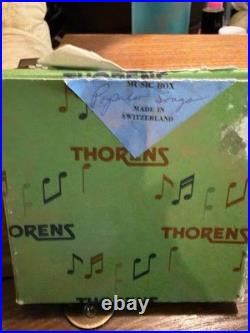 THORENS
MUSIC BOX
Popular Songs
MADE IN
SWITZERLAND
THORENS
THORENS
THORENS
THORENS